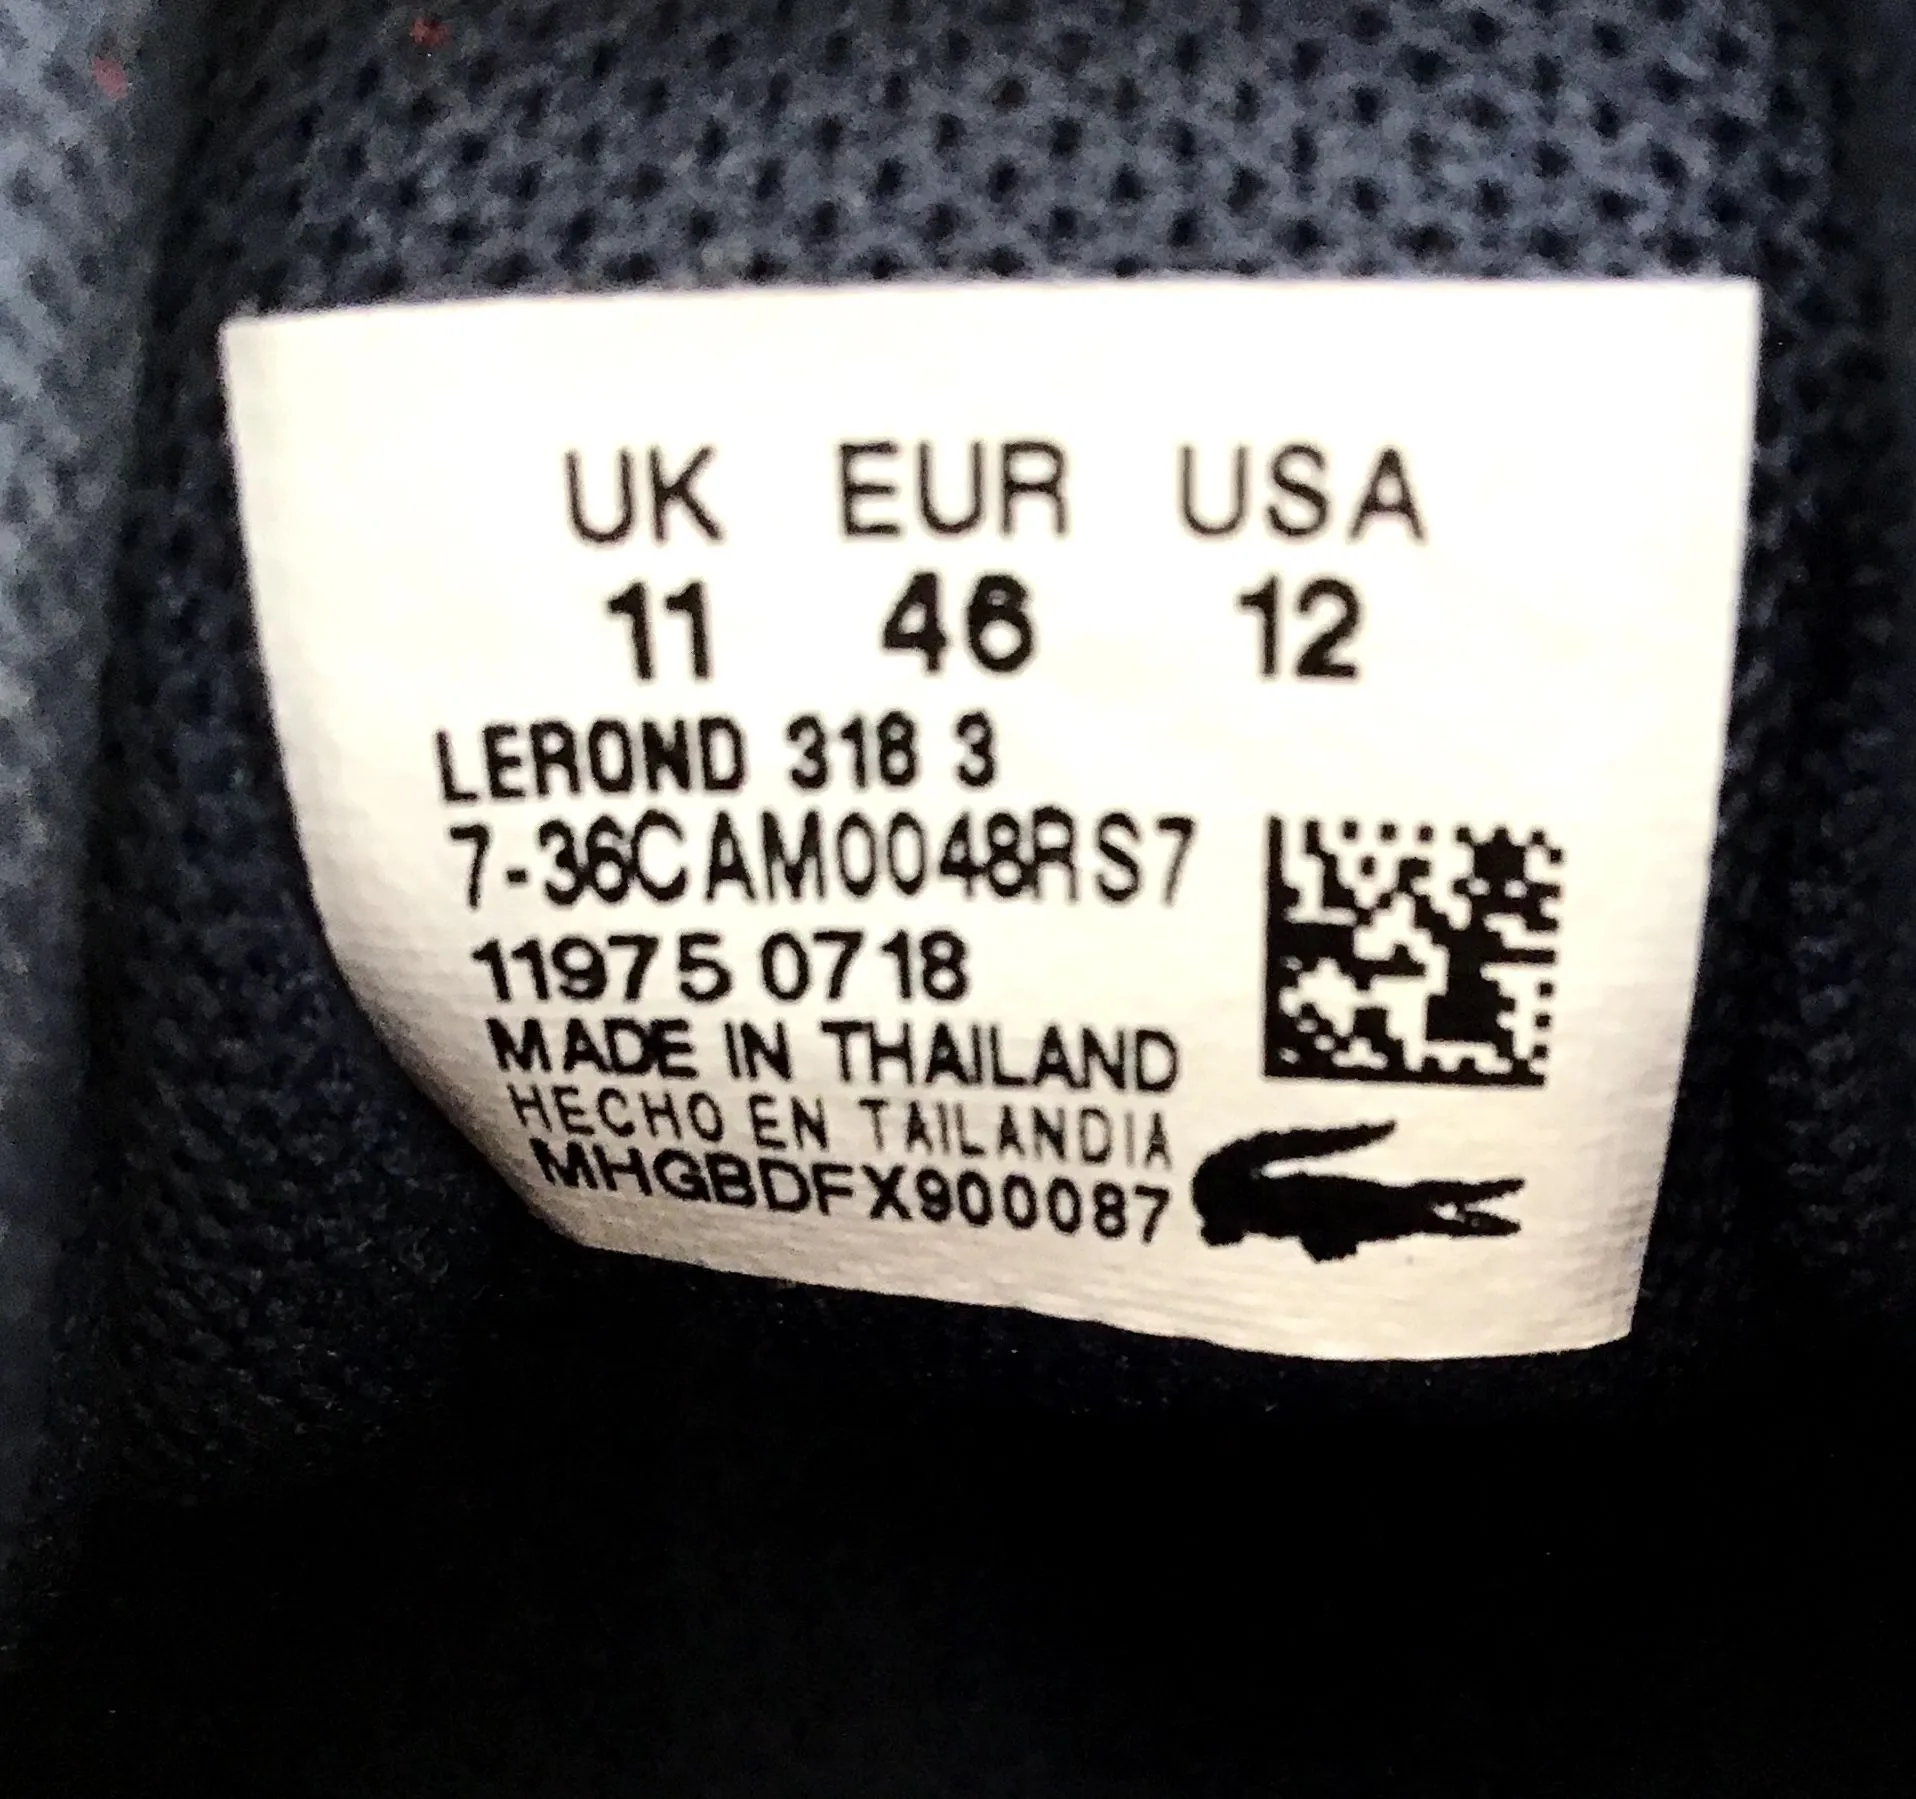 UK EUR USA
11 46 12
LEROND 318 3
7-36CAM0048RS7
11975 0718
MADE IN THAILAND
HECHO EN TAILANDIA
MHGBDFX900087